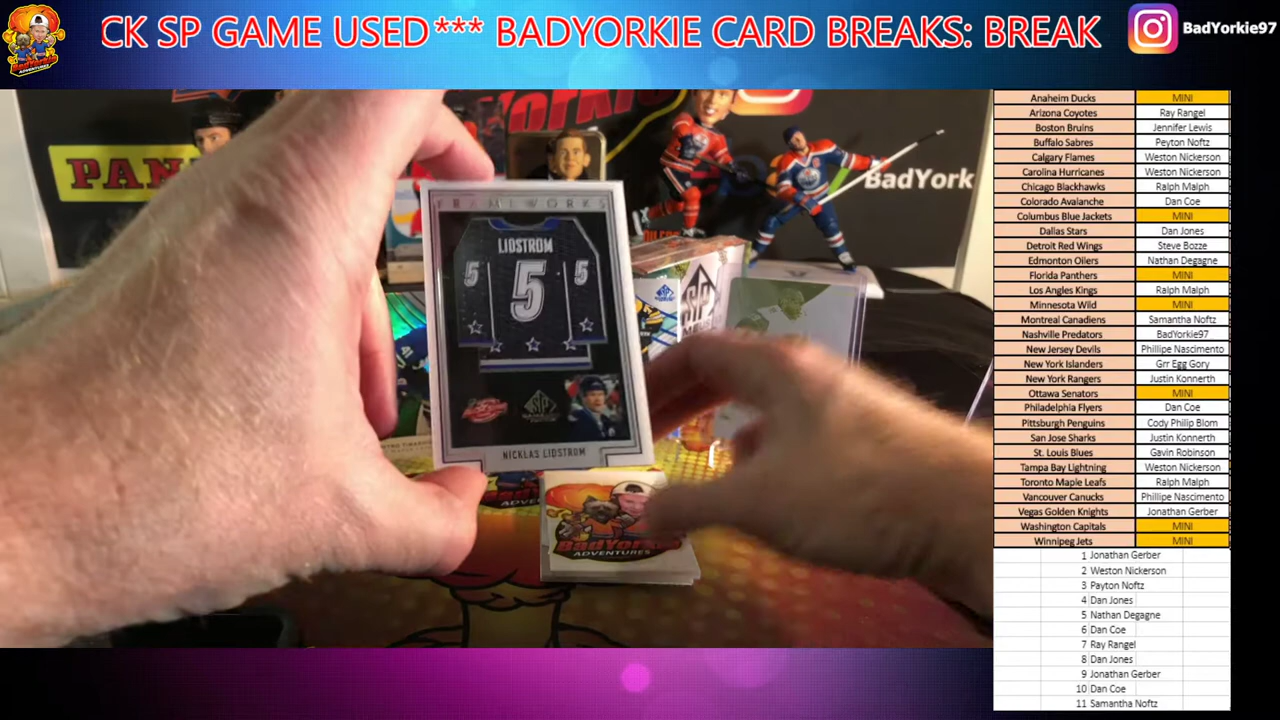 CK SP GAME USED*** BADYORKIE CARD BREAKS: BREAK
BadYorkie97
PANI
BadYork
FRAMEWORKS
LIDSTROM
5 5 5
SP
NICKLAS LIDSTROM
SP
BadYorkie
ADVENTURES
Anaheim Ducks MINI
Arizona Coyotes Ray Rangel
Boston Bruins Jennifer Lewis
Buffalo Sabres Peyton Noftz
Calgary Flames Weston Nickerson
Carolina Hurricanes Weston Nickerson
Chicago Blackhawks Ralph Malph
Colorado Avalanche Dan Coe
Columbus Blue Jackets MINI
Dallas Stars Dan Jones
Detroit Red Wings Steve Bozze
Edmonton Oilers Nathan Degagne
Florida Panthers MINI
Los Angles Kings Ralph Malph
Minnesota Wild MINI
Montreal Canadiens Samantha Noftz
Nashville Predators BadYorkie97
New Jersey Devils Phillipe Nascimento
New York Islanders Grr Egg Gory
New York Rangers Justin Konnerth
Ottawa Senators MINI
Philadelphia Flyers Dan Coe
Pittsburgh Penguins Cody Philip Blom
San Jose Sharks Justin Konnerth
St. Louis Blues Gavin Robinson
Tampa Bay Lightning Weston Nickerson
Toronto Maple Leafs Ralph Malph
Vancouver Canucks Phillipe Nascimento
Vegas Golden Knights Jonathan Gerber
Washington Capitals MINI
Winnipeg Jets MINI
1 Jonathan Gerber
2 Weston Nickerson
3 Payton Noftz
4 Dan Jones
5 Nathan Degagne
6 Dan Coe
7 Ray Rangel
8 Dan Jones
9 Jonathan Gerber
10 Dan Coe
11 Samantha Noftz